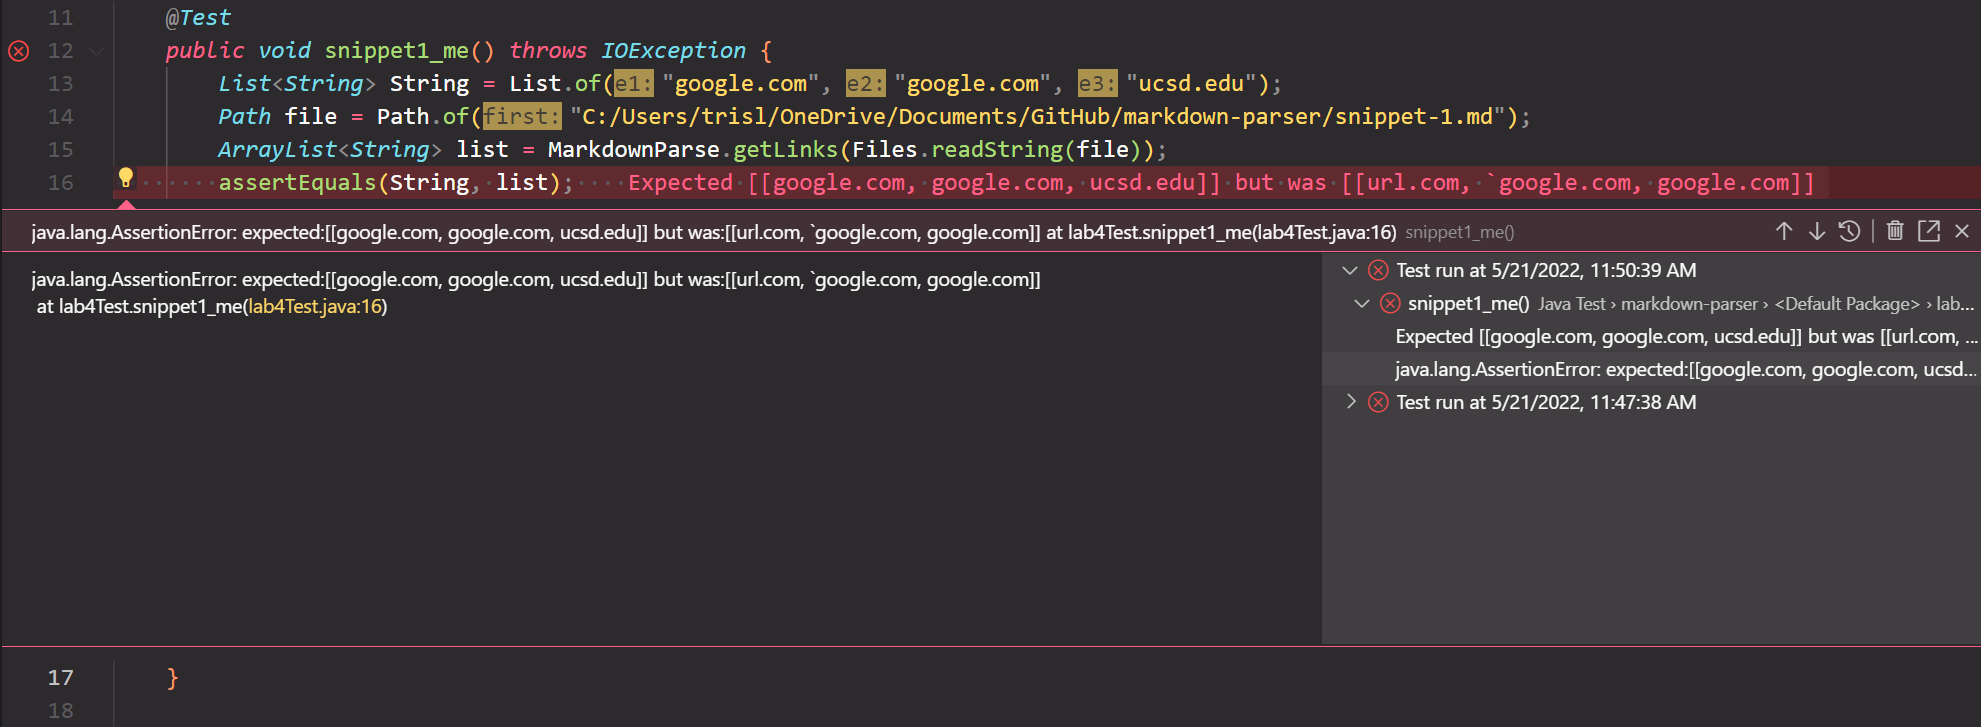 11 @Test
12 public void snippet1_me() throws IOException {
13 List<String> String = List.of(e1: "google.com", e2: "google.com", e3: "ucsd.edu");
14 Path file = Path.of(first: "C:/Users/trisl/OneDrive/Documents/GitHub/markdown-parser/snippet-1.md");
15 ArrayList<String> list = MarkdownParse.getLinks(Files.readString(file));
16 ······assertEquals(String,·list);····Expected·[[google.com,·google.com,·ucsd.edu]]·but·was·[[url.com,·`google.com,·google.com]]
java.lang.AssertionError: expected:[[google.com, google.com, ucsd.edu]] but was:[[url.com, `google.com, google.com]] at lab4Test.snippet1_me(lab4Test.java:16) snippet1_me()
java.lang.AssertionError: expected:[[google.com, google.com, ucsd.edu]] but was:[[url.com, `google.com, google.com]]
at lab4Test.snippet1_me(lab4Test.java:16)
Test run at 5/21/2022, 11:50:39 AM
snippet1_me() Java Test › markdown-parser › <Default Package> › lab...
Expected [[google.com, google.com, ucsd.edu]] but was [[url.com, ...
java.lang.AssertionError: expected:[[google.com, google.com, ucsd...
Test run at 5/21/2022, 11:47:38 AM
17 }
18